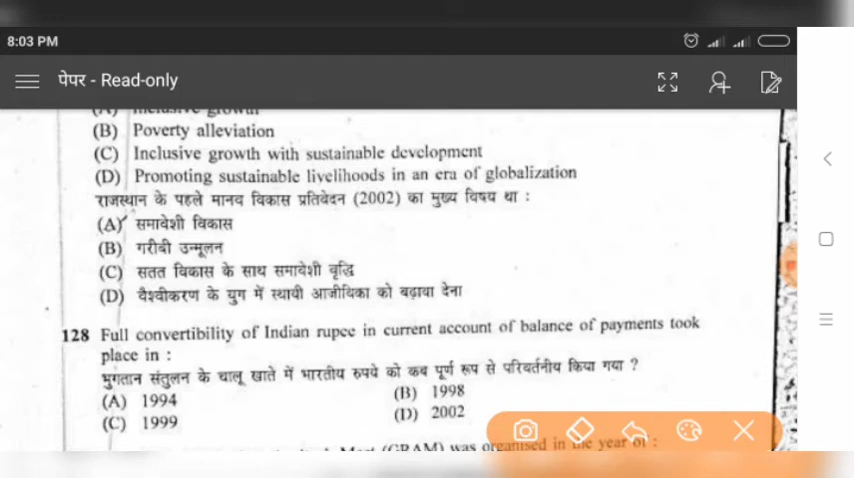 8:03 PM
पेपर - Read-only
(A) Inclusive growth
(B) Poverty alleviation
(C) Inclusive growth with sustainable development
(D) Promoting sustainable livelihoods in an era of globalization
राजस्थान के पहले मानव विकास प्रतिवेदन (2002) का मुख्य विषय था :
(A) समावेशी विकास
(B) गरीबी उन्मूलन
(C) सतत विकास के साथ समावेशी वृद्धि
(D) वैश्वीकरण के युग में स्थायी आजीविका को बढ़ावा देना
128 Full convertibility of Indian rupee in current account of balance of payments took
place in :
भुगतान संतुलन के चालू खाते में भारतीय रुपये को कब पूर्ण रूप से परिवर्तनीय किया गया ?
(A) 1994
(B) 1998
(C) 1999
(D) 2002
Meet (GRAM) was organised in the year of :